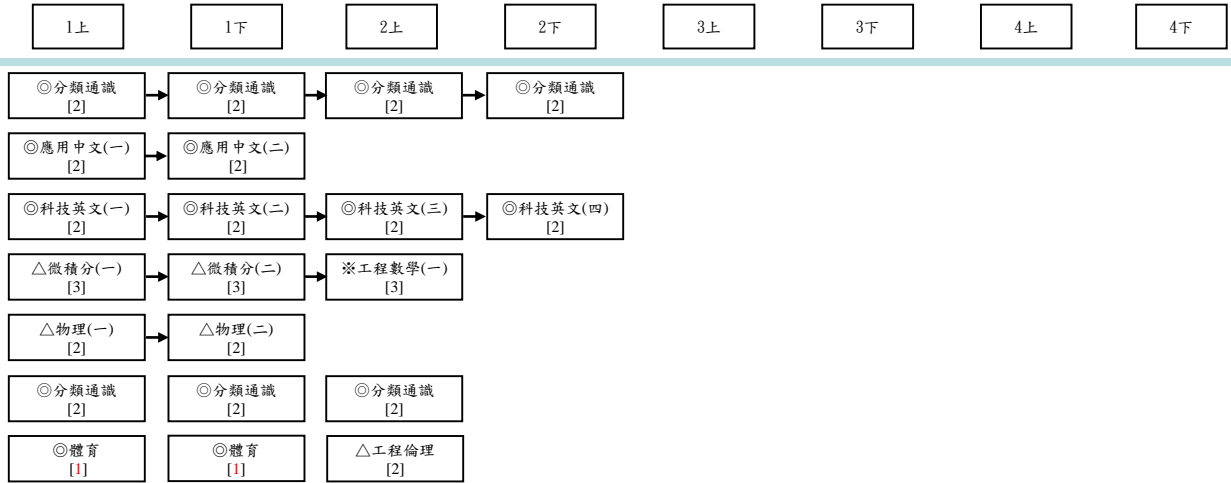 1上 1下 2上 2下 3上 3下 4上 4下
◎分類通識 ◎分類通識 ◎分類通識 ◎分類通識
[2] [2] [2] [2]
◎應用中文(一) ◎應用中文(二)
[2] [2]
◎科技英文(一) ◎科技英文(二) ◎科技英文(三) ◎科技英文(四)
[2] [2] [2] [2]
△微積分(一) △微積分(二) ※工程數學(一)
[3] [3] [3]
△物理(一) △物理(二)
[2] [2]
◎分類通識 ◎分類通識 ◎分類通識
[2] [2] [2]
◎體育 ◎體育 △工程倫理
[1] [1] [2]